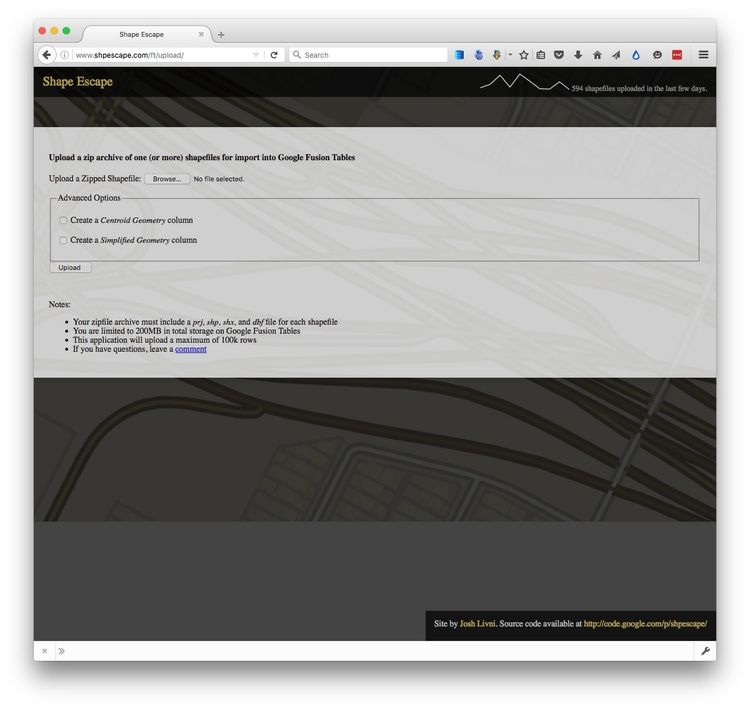 Shape Escape
www.shpescape.com/ft/upload/
Search
Shape Escape
594 shapefiles uploaded in the last few days.
Upload a zip archive of one (or more) shapefiles for import into Google Fusion Tables
Upload a Zipped Shapefile: Browse... No file selected.
Advanced Options
Create a Centroid Geometry column
Create a Simplified Geometry column
Upload
Notes:
Your zipfile archive must include a prj, shp, shx, and dbf file for each shapefile
You are limited to 200MB in total storage on Google Fusion Tables
This application will upload a maximum of 100k rows
If you have questions, leave a comment
Site by Josh Livni. Source code available at http://code.google.com/p/shpescape/